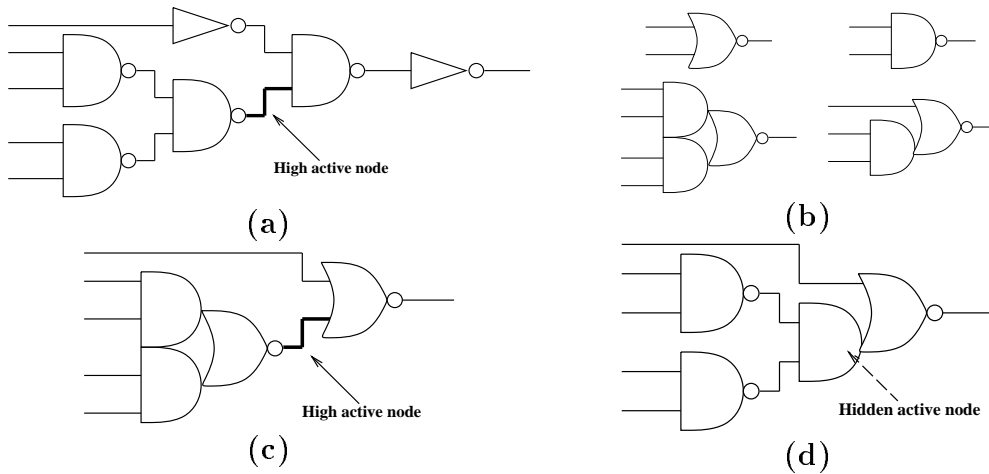 High active node
(a)
(b)
High active node
(c)
Hidden active node
(d)